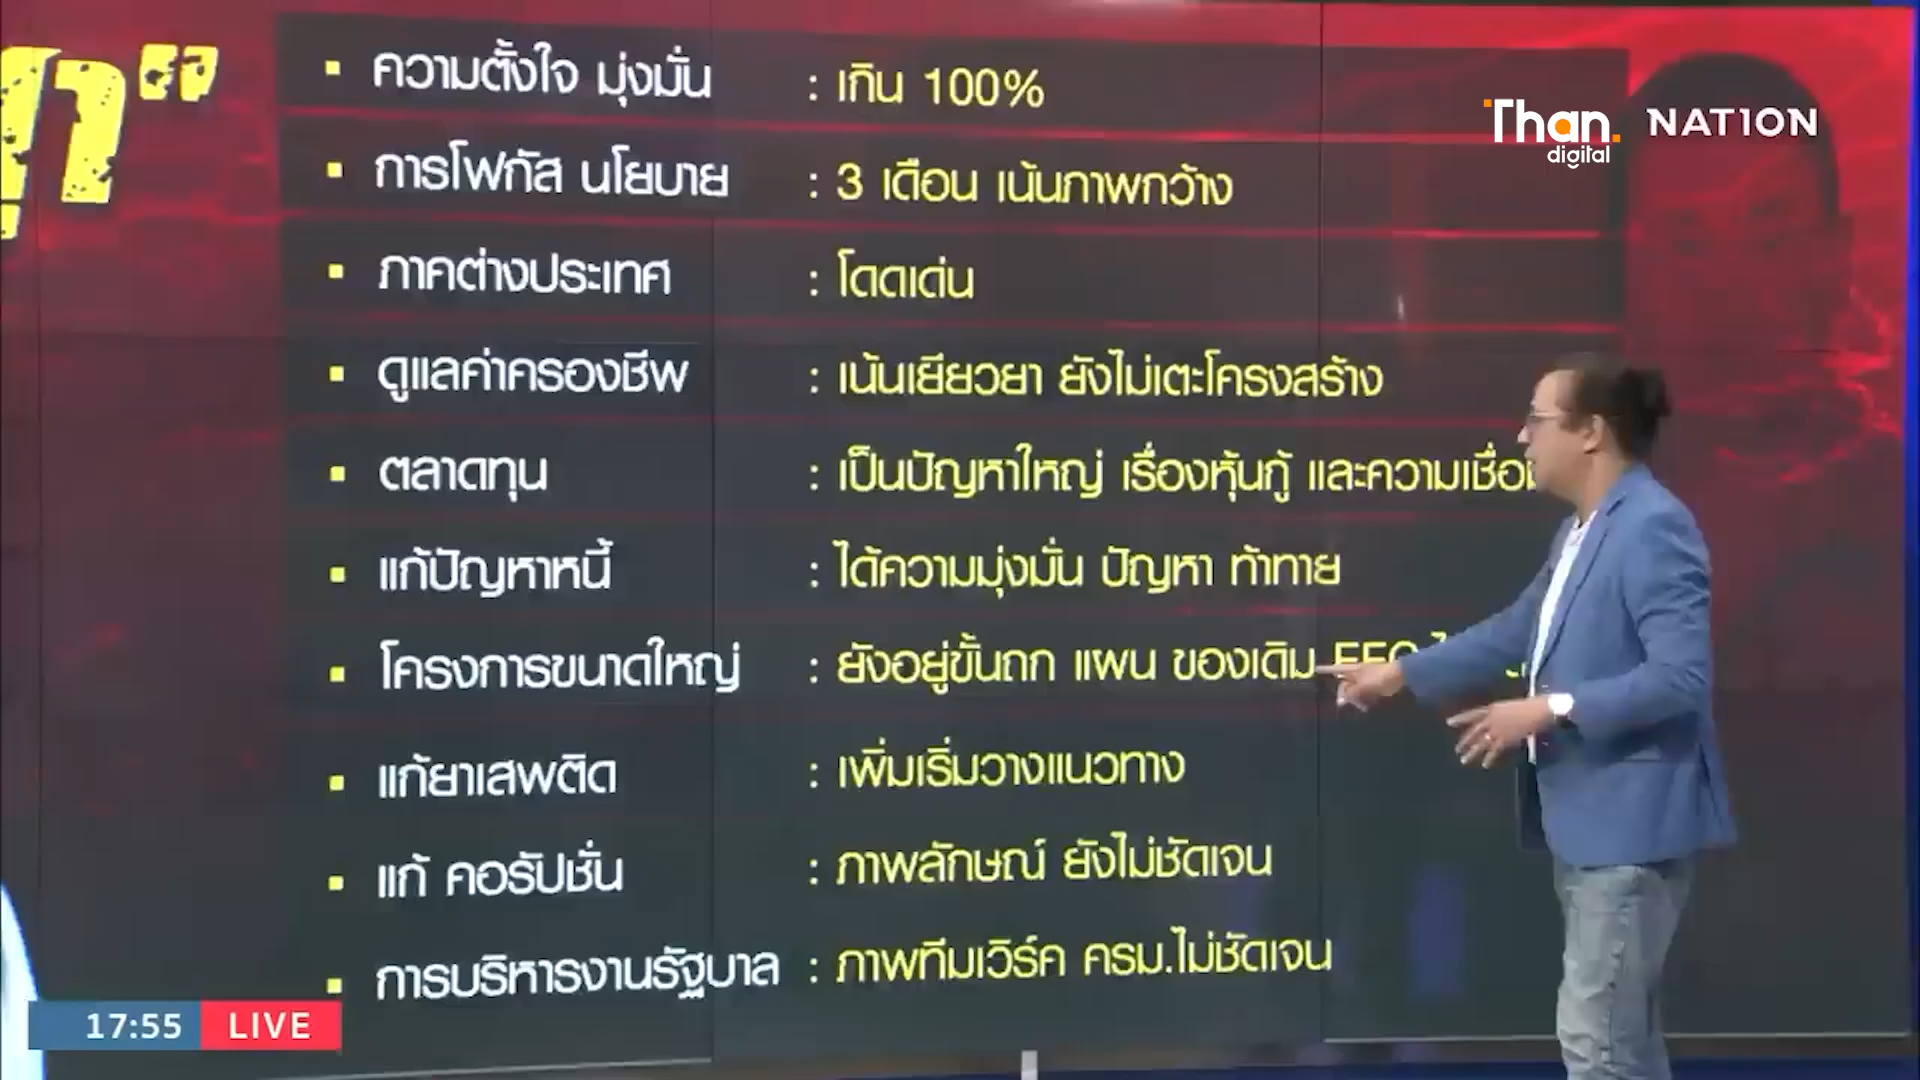 ความตั้งใจ มุ่งมั่น : เกิน 100%
การโฟกัส นโยบาย : 3 เดือน เน้นภาพกว้าง
ภาคต่างประเทศ : โดดเด่น
ดูแลค่าครองชีพ : เน้นเยียวยา ยังไม่เตะโครงสร้าง
ตลาดทุน : เป็นปัญหาใหญ่ เรื่องหุ้นกู้
แก้ปัญหาหนี้ : ได้ความมุ่งมั่น ปัญหา ท้าทาย
โครงการขนาดใหญ่ : ยังอยู่ขั้นถก แผน ของเดิม
แก้ยาเสพติด : เพิ่มเริ่มวางแนวทาง
แก้ คอรัปชั่น : ภาพลักษณ์ ยังไม่ชัดเจน
การบริหารงานรัฐบาล : ภาพทีมเวิร์ค ครม.ไม่ชัดเจน
Than. digital
NAT1ON
17:55 LIVE